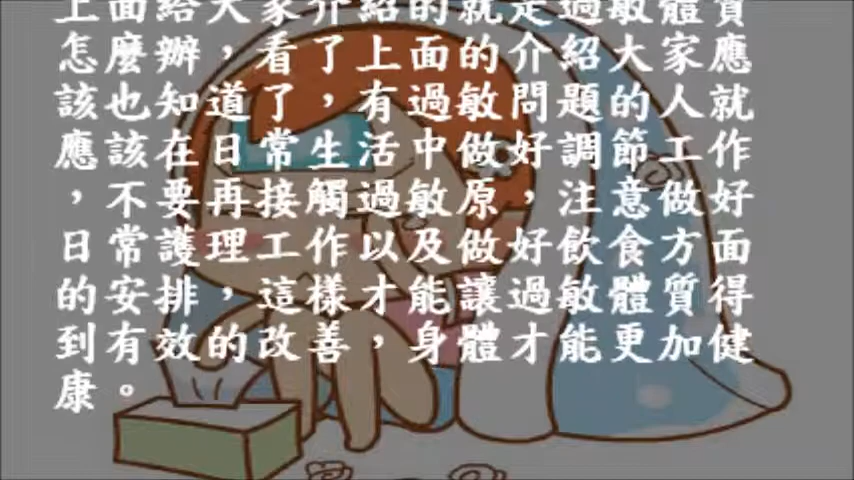 上面給大家介紹的就是過敏體質
怎麼辦，看了上面的介紹大家應
該也知道了，有過敏問題的人就
應該在日常生活中做好調節工作
，不要再接觸過敏原，注意做好
日常護理工作以及做好飲食方面
的安排，這樣才能讓過敏體質得
到有效的改善，身體才能更加健
康。